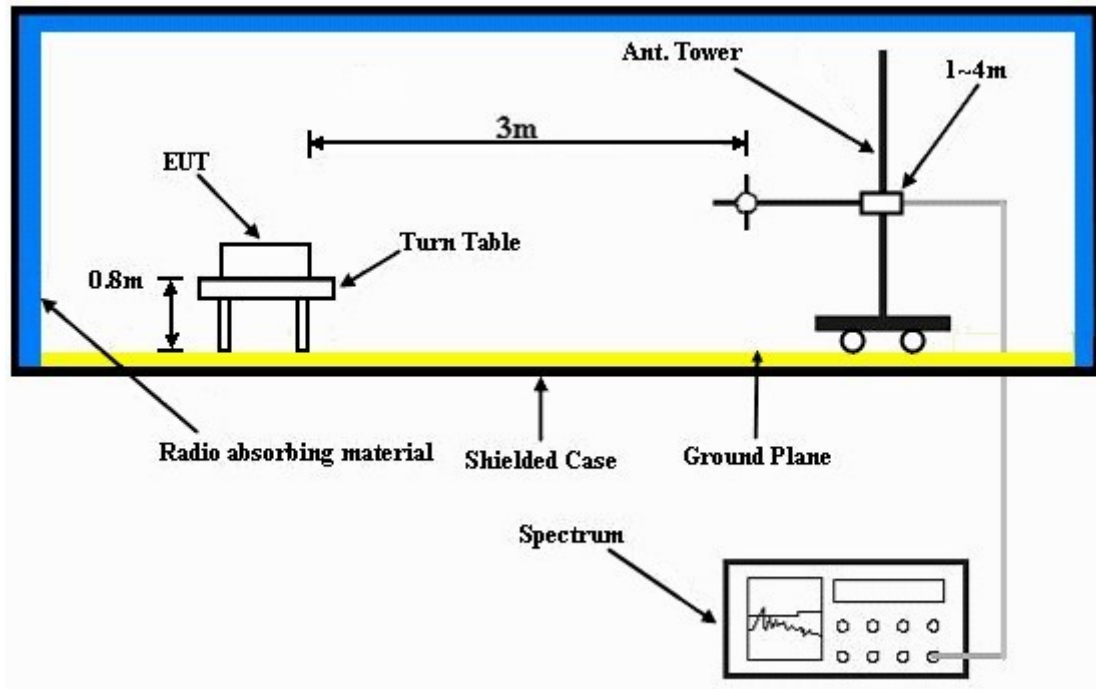 Ant. Tower
1~4m
3m
EUT
Turn Table
0.8m
Radio absorbing material
Shielded Case
Ground Plane
Spectrum